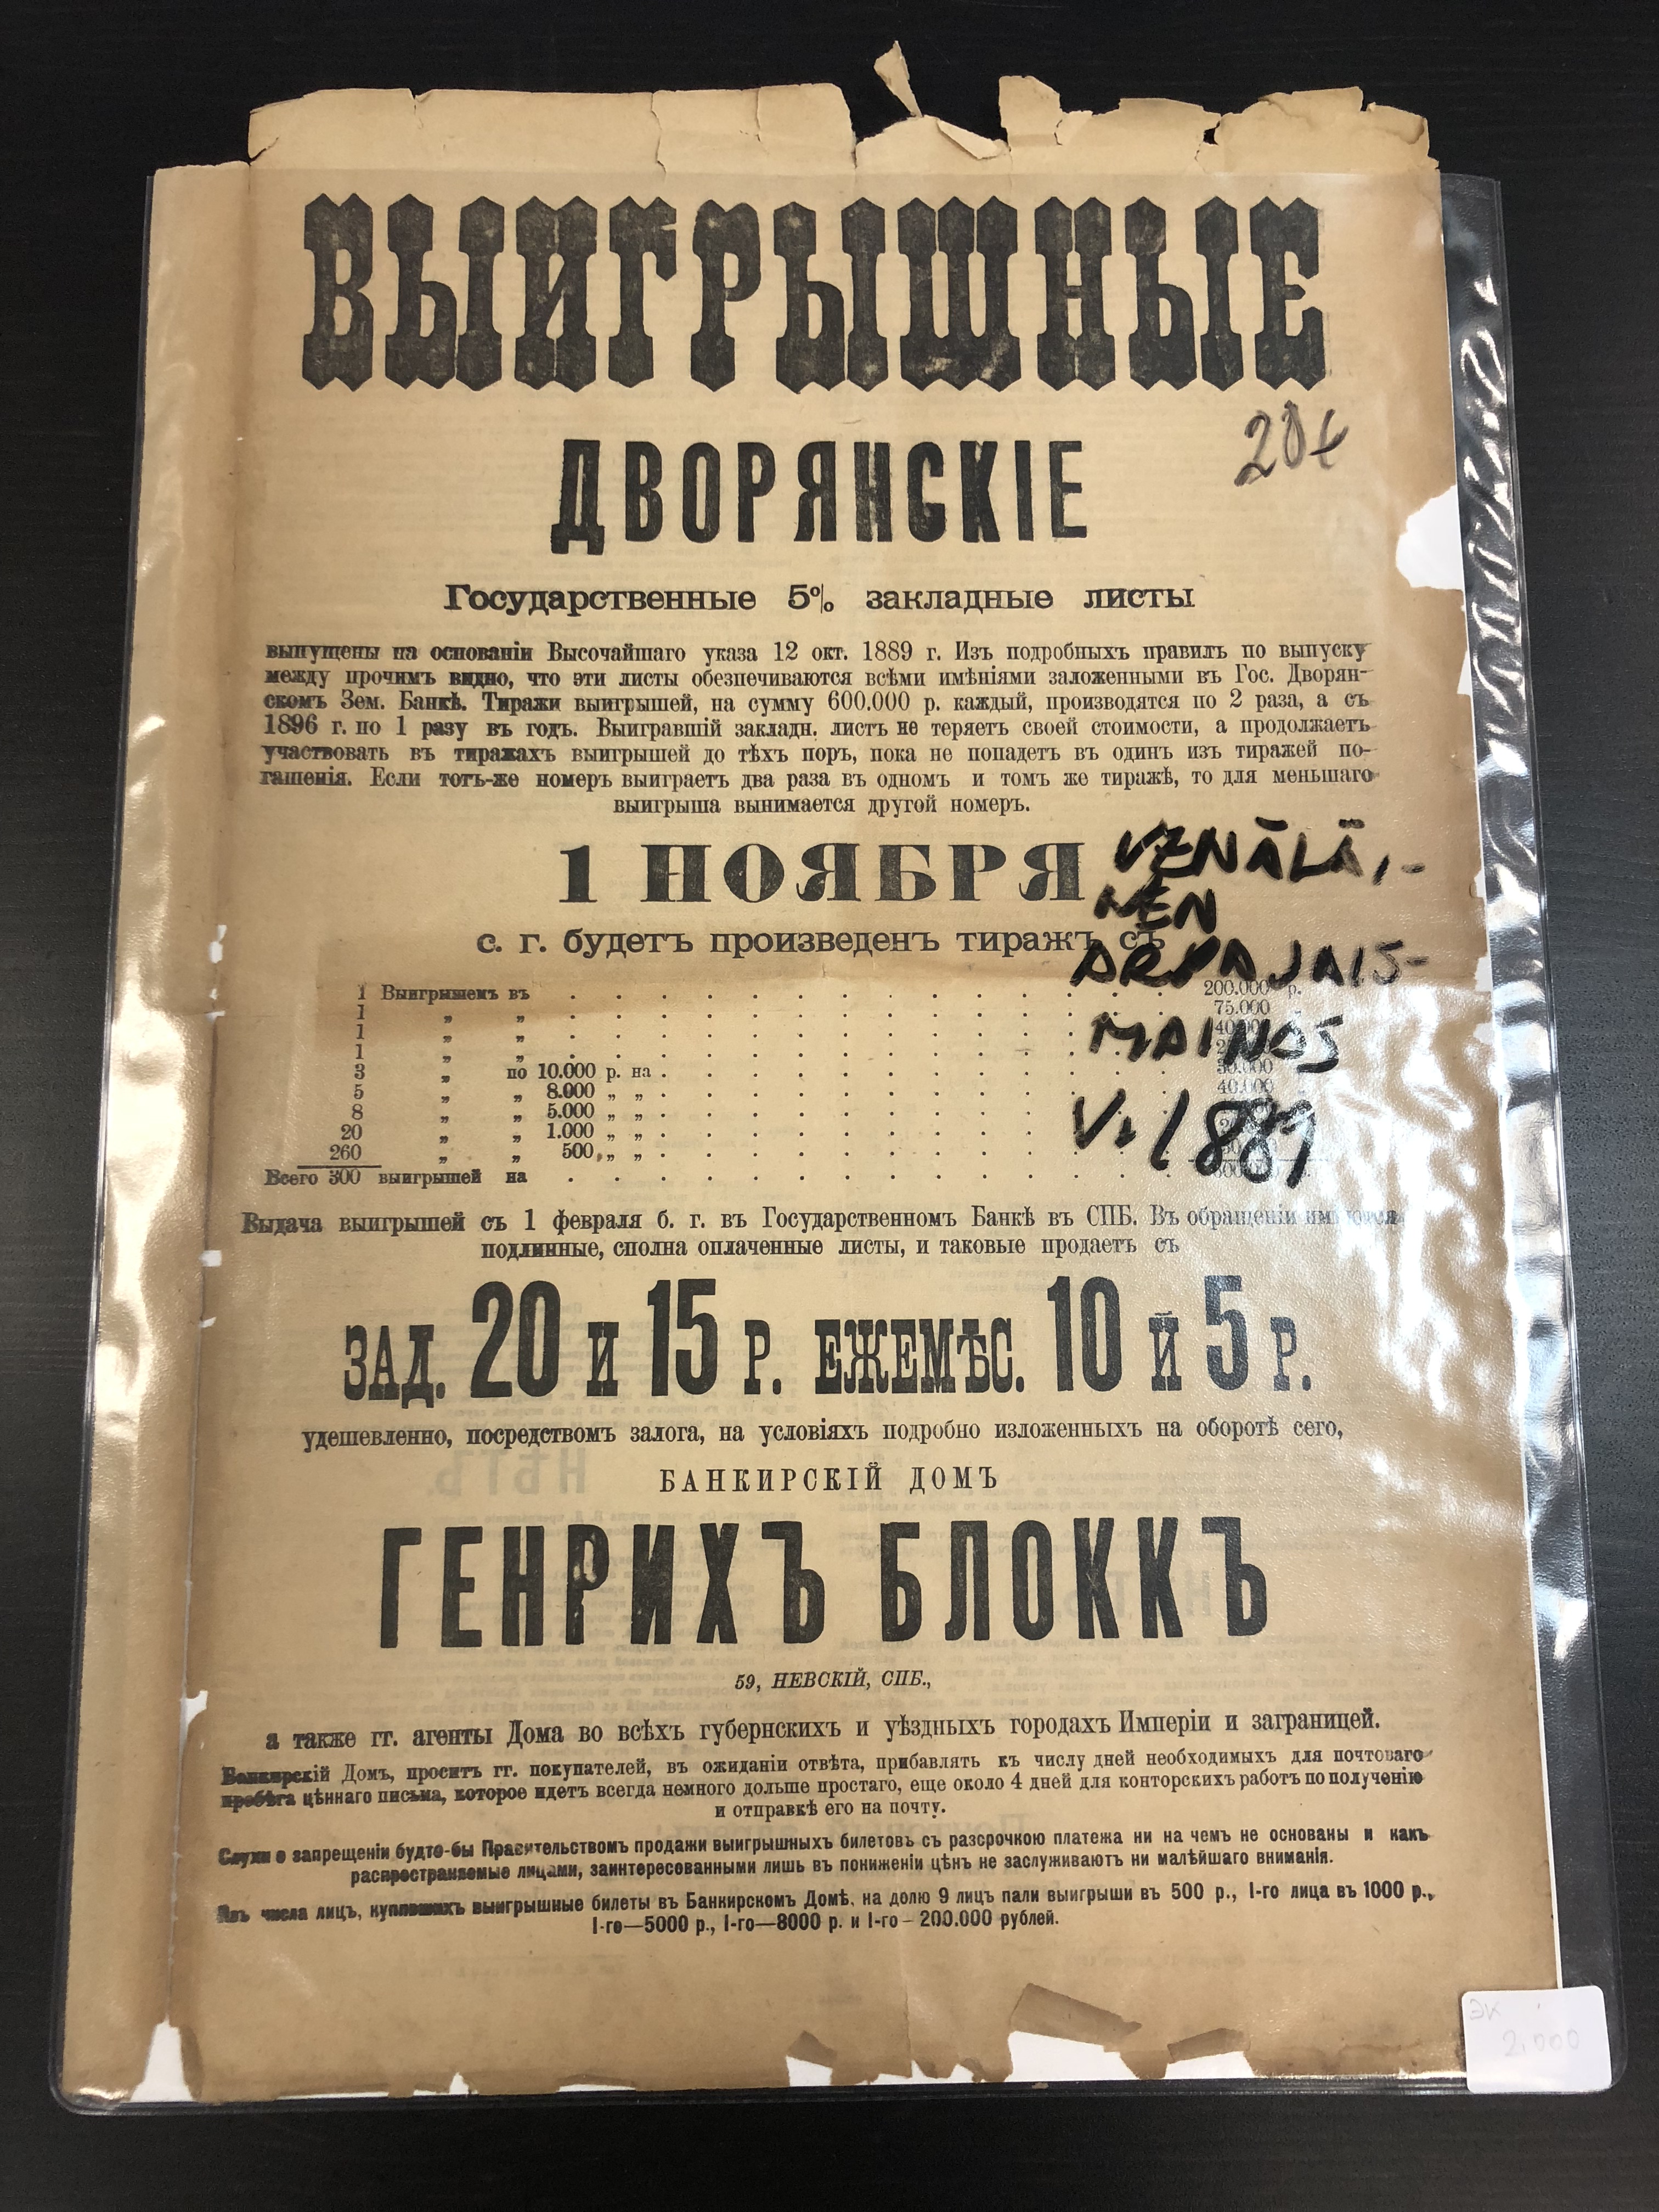 ВЫИГРЫШНЫЕ
ДВОРЯНСКІЕ
20€
Государственные 5% закладные листы
выпущены на основаніи Высочайшаго указа 12 окт. 1889 г. Изъ подробныхъ правилъ по выпуску
между прочимъ видно, что эти листы обезпечиваются всѣми имѣніями заложенными въ Гос. Дворян-
скомъ Зем. Банкѣ. Тиражи выигрышей, на сумму 600.000 р. каждый, производятся по 2 раза, а съ
1896 г. по 1 разу въ годъ. Выигравшій закладн. листъ не теряетъ своей стоимости, а продолжаетъ
участвовать въ тиражахъ выигрышей до тѣхъ поръ, пока не попадетъ въ одинъ изъ тиражей по-
гашенія. Если тотъ-же номеръ выиграетъ два раза въ одномъ и томъ же тиражѣ, то для меньшаго
выигрыша вынимается другой номеръ.
1 НОЯБРЯ
VENÄLÄI-
NEN
ARPAJAIS-
MAINOS
V. 1889
с. г. будетъ произведенъ тиражъ съ
1 Выигрышемъ въ . . . . . . . . . . . . . . 200.000 р.
1 „ „ . . . . . . . . . . . . . . 75.000
1 „ „ . . . . . . . . . . . . . .
1 „ „ . . . . . . . . . . . . . .
3 „ по 10.000 р. на . . . . . . . . . . . . 30.000
5 „ „ 8.000 „ „ . . . . . . . . . . . . 40.000
8 „ „ 5.000 „ „ . . . . . . . . . . . .
20 „ „ 1.000 „ „ . . . . . . . . . . . .
260 „ „ 500 „ „ . . . . . . . . . . . .
Всего 300 выигрышей на . . . . . . . . . . . . . .
Выдача выигрышей съ 1 февраля б. г. въ Государственномъ Банкѣ въ СПБ. Въ обращеніи имѣются
подлинные, сполна оплаченные листы, и таковые продаетъ съ
ЗАД. 20 И 15 Р. ЕЖЕМѢС. 10 И 5 Р.
удешевленно, посредствомъ залога, на условіяхъ подробно изложенныхъ на оборотѣ сего,
БАНКИРСКІЙ ДОМЪ
ГЕНРИХЪ БЛОККЪ
59, НЕВСКІЙ, СПБ.,
а также гг. агенты Дома во всѣхъ губернскихъ и уѣздныхъ городахъ Имперіи и заграницей.
Банкирскій Домъ, проситъ гг. покупателей, въ ожиданіи отвѣта, прибавлять къ числу дней необходимыхъ для почтоваго
пробѣга цѣннаго письма, которое идетъ всегда немного дольше простаго, еще около 4 дней для конторскихъ работъ по полученію
и отправкѣ его на почту.
Слухи о запрещеніи будто-бы Правительствомъ продажи выигрышныхъ билетовъ съ разсрочкою платежа ни на чемъ не основаны и какъ
распространяемые лицами, заинтересованными лишь въ пониженіи цѣнъ не заслуживаютъ ни малѣйшаго вниманія.
Изъ числа лицъ, купившихъ выигрышные билеты въ Банкирскомъ Домѣ, на долю 9 лицъ пали выигрыши въ 500 р., 1-го лица въ 1000 р.,
1-го—5000 р., 1-го—8000 р. и 1-го—200.000 рублей.
ЭК
2.000